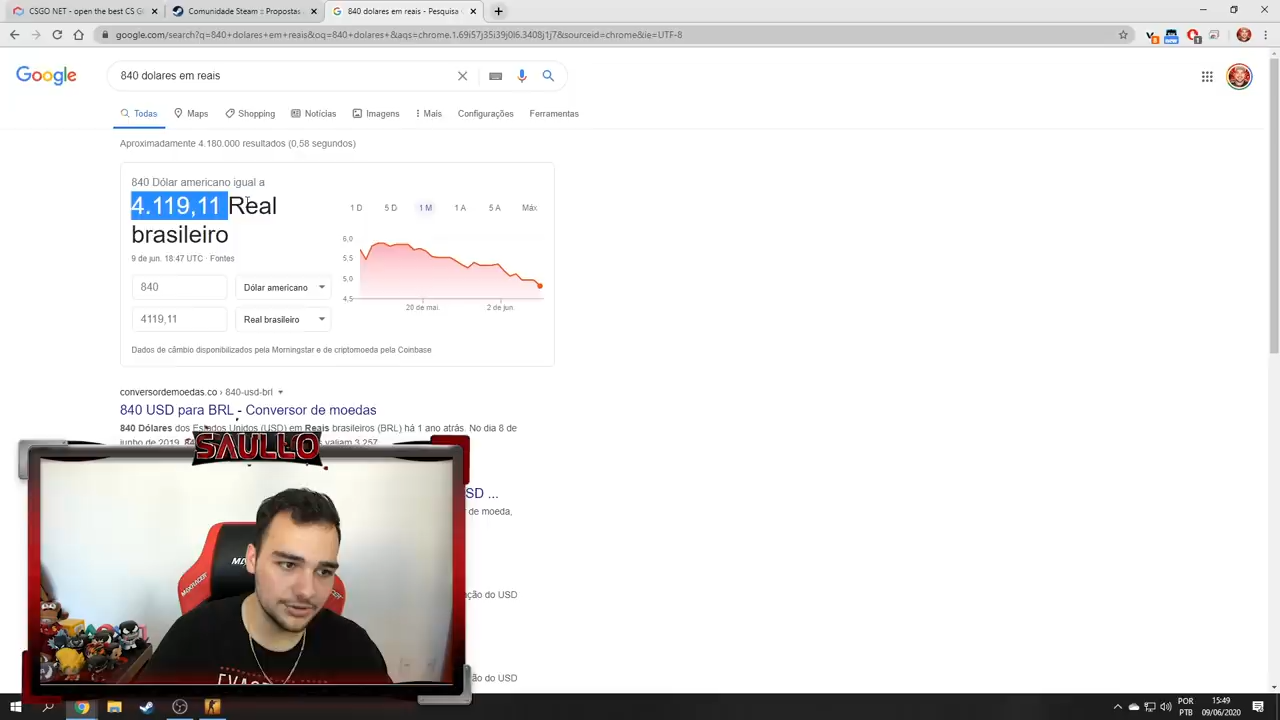 CSGO NET - open the best CS:G
Comunidade Steam :: Propostas
840 dolares em reais - Pesquisa
google.com/search?q=840+dolares+em+reais&oq=840+dolares+&aqs=chrome.1.69i57j35i39j0l6.3408j1j7&sourceid=chrome&ie=UTF-8
Google
840 dolares em reais
Todas
Maps
Shopping
Notícias
Imagens
Mais
Configurações
Ferramentas
Aproximadamente 4.180.000 resultados (0,58 segundos)
840 Dólar americano igual a
4.119,11 Real
brasileiro
9 de jun. 18:47 UTC · Fontes
840
Dólar americano
4119,11
Real brasileiro
1 D
5 D
1 M
1 A
5 A
Máx
6.0
5.5
5.0
4.5
20 de mai.
2 de jun.
Dados de câmbio disponibilizados pela Morningstar e de criptomoeda pela Coinbase
conversordemoedas.co › 840-usd-brl
840 USD para BRL - Conversor de moedas
840 Dólares dos Estados Unidos (USD) em Reais brasileiros (BRL) há 1 ano atrás. No dia 8 de
junho de 2019, valiam 3.257
SAULLO
SD ...
de moeda,
ação do USD
ção do USD
POR
PTB
15:49
09/06/2020